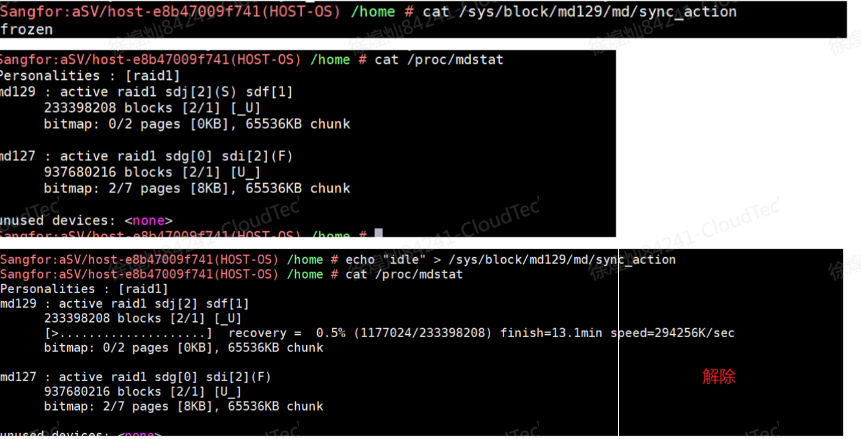 Sangfor:aSV/host-e8b47009f741(HOST-OS) /home # cat /sys/block/md129/md/sync_action
frozen
Sangfor:aSV/host-e8b47009f741(HOST-OS) /home # cat /proc/mdstat
Personalities : [raid1]
md129 : active raid1 sdj[2](S) sdf[1]
233398208 blocks [2/1] [_U]
bitmap: 0/2 pages [0KB], 65536KB chunk
md127 : active raid1 sdg[0] sdi[2](F)
937680216 blocks [2/1] [U_]
bitmap: 2/7 pages [8KB], 65536KB chunk
unused devices: <none>
Sangfor:aSV/host-e8b47009f741(HOST-OS) /home #
Sangfor:aSV/host-e8b47009f741(HOST-OS) /home # echo "idle" > /sys/block/md129/md/sync_action
Sangfor:aSV/host-e8b47009f741(HOST-OS) /home # cat /proc/mdstat
Personalities : [raid1]
md129 : active raid1 sdj[2] sdf[1]
233398208 blocks [2/1] [_U]
[>....................] recovery = 0.5% (1177024/233398208) finish=13.1min speed=294256K/sec
bitmap: 0/2 pages [0KB], 65536KB chunk
md127 : active raid1 sdg[0] sdi[2](F)
937680216 blocks [2/1] [U_]
解除
bitmap: 2/7 pages [8KB], 65536KB chunk
unused devices: <none>